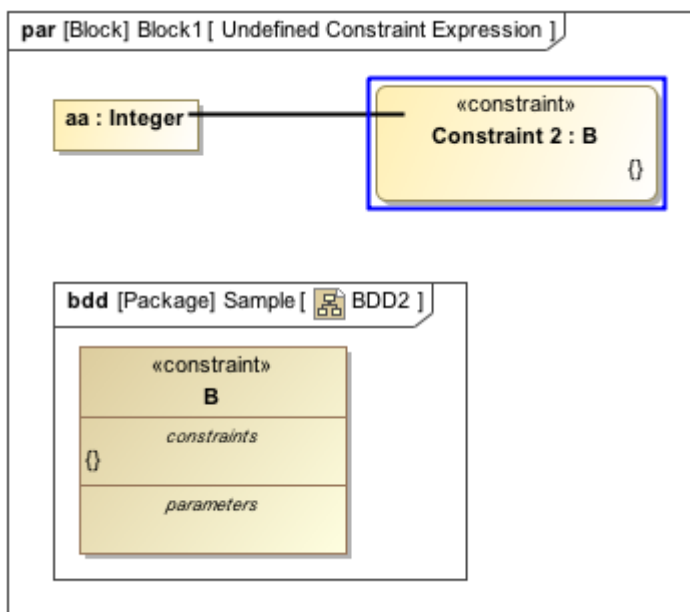 par [Block] Block1 [ Undefined Constraint Expression ]
aa : Integer
«constraint»
Constraint 2 : B
{}
bdd [Package] Sample [ BDD2 ]
«constraint»
B
constraints
{}
parameters